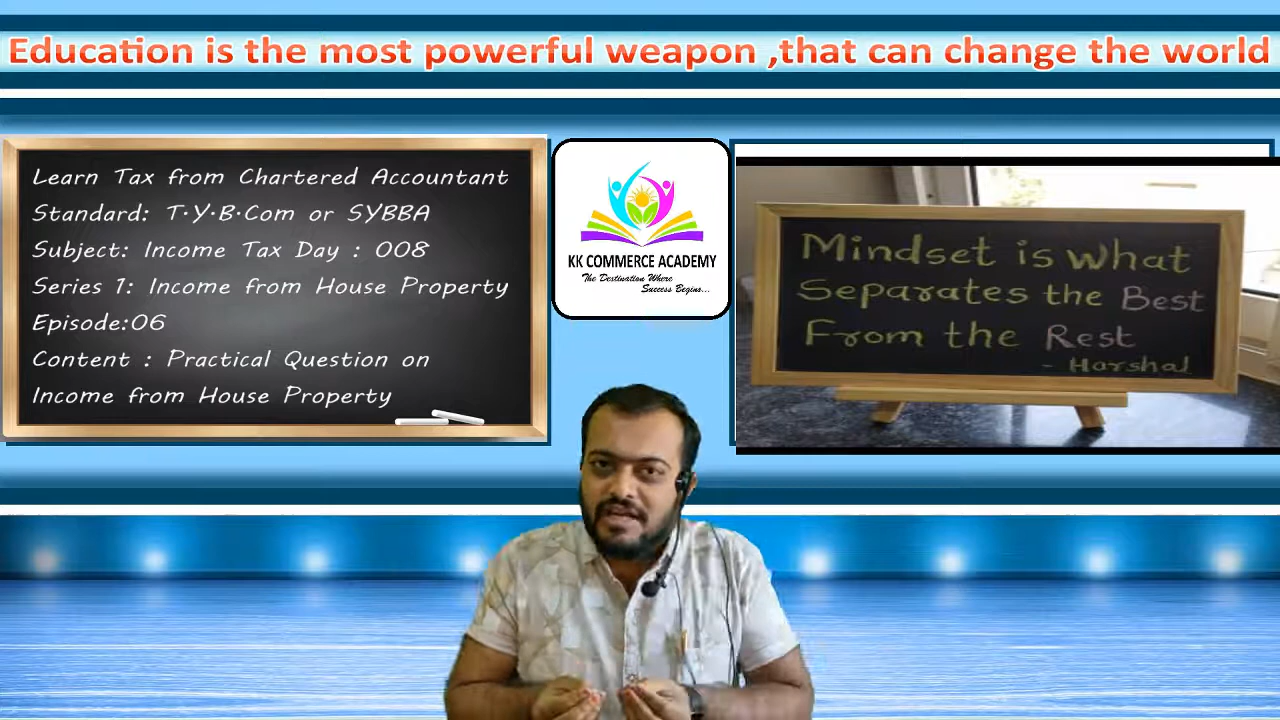 Education is the most powerful weapon ,that can change the world
Learn Tax from Chartered Accountant
Standard: T.Y.B.Com or SYBBA
Subject: Income Tax Day : 008
Series 1: Income from House Property
Episode:06
Content : Practical Question on
Income from House Property
KK COMMERCE ACADEMY
The Destination Where
Success Begins...
Mindset is what
Separates the Best
From the Rest
- Harshal